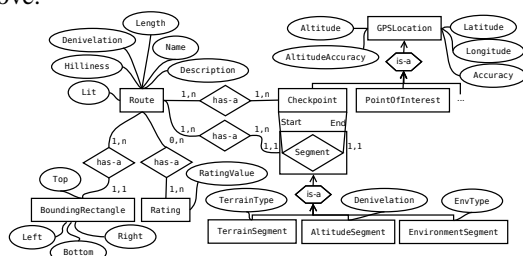 ove.
Length
Denivelation
Name
Hilliness
Description
Lit
Route
1,n
has-a
1,n
1,n
has-a
1,n
1,n
has-a
1,1
0,n
has-a
1,n
Top
BoundingRectangle
Left
Bottom
Right
RatingValue
Rating
Altitude
AltitudeAccuracy
GPSLocation
Latitude
Longitude
Accuracy
is-a
Checkpoint
PointOfInterest
...
Start
End
1,1
Segment
1,1
is-a
TerrainType
Denivelation
EnvType
TerrainSegment
AltitudeSegment
EnvironmentSegment